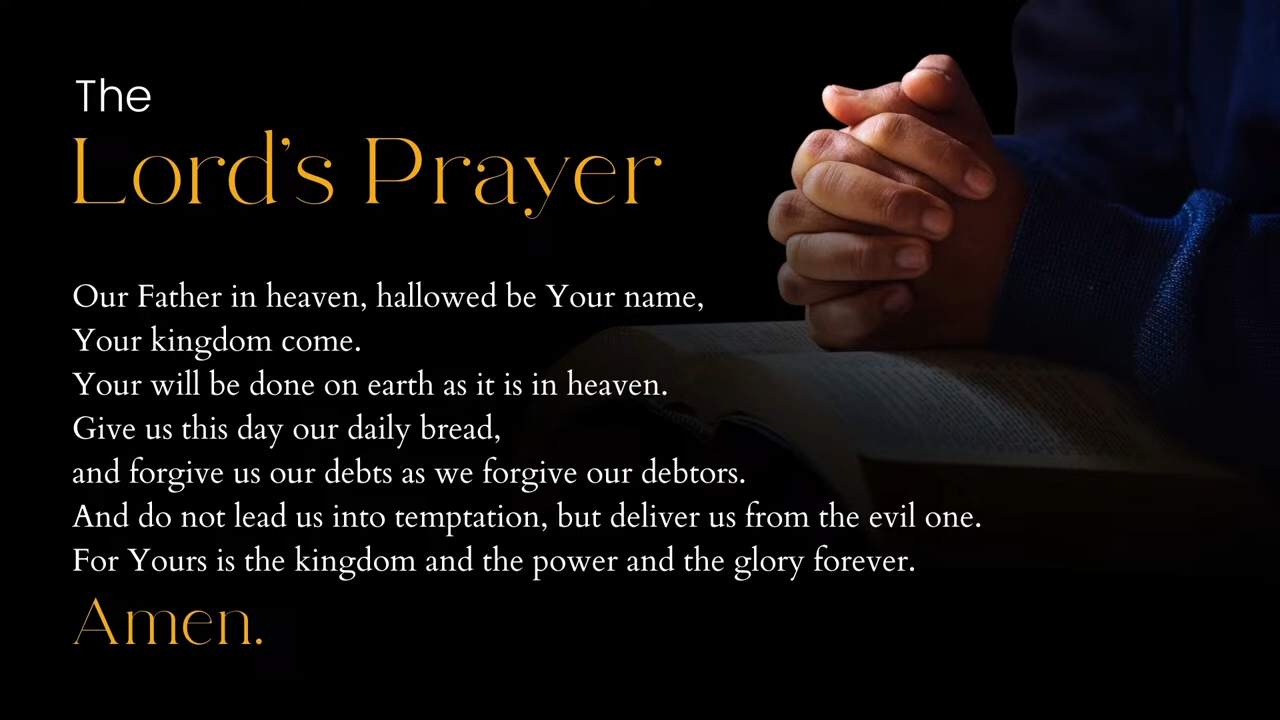 The
Lord's Prayer
Our Father in heaven, hallowed be Your name,
Your kingdom come.
Your will be done on earth as it is in heaven.
Give us this day our daily bread,
and forgive us our debts as we forgive our debtors.
And do not lead us into temptation, but deliver us from the evil one.
For Yours is the kingdom and the power and the glory forever.
Amen.